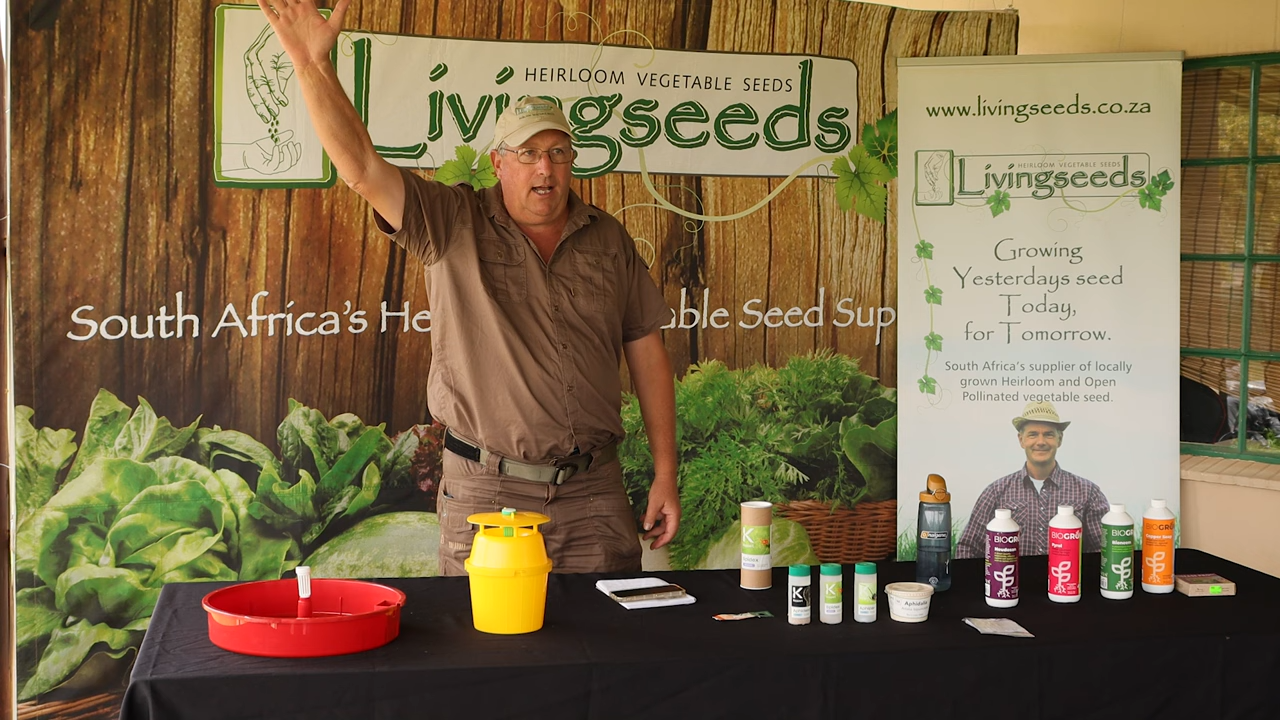 HEIRLOOM VEGETABLE SEEDS
Livingseeds
South Africa's He
able Seed Sup
www.livingseeds.co.za
HEIRLOOM VEGETABLE SEEDS
Livingseeds
Growing
Yesterdays seed
Today,
for Tomorrow.
South Africa's supplier of locally
grown Heirloom and Open
Pollinated vegetable seed.
K
K
K
Aphidalia
BIOGRO
BIOGRO
Pyrol
BIOGRO
BIOGRO